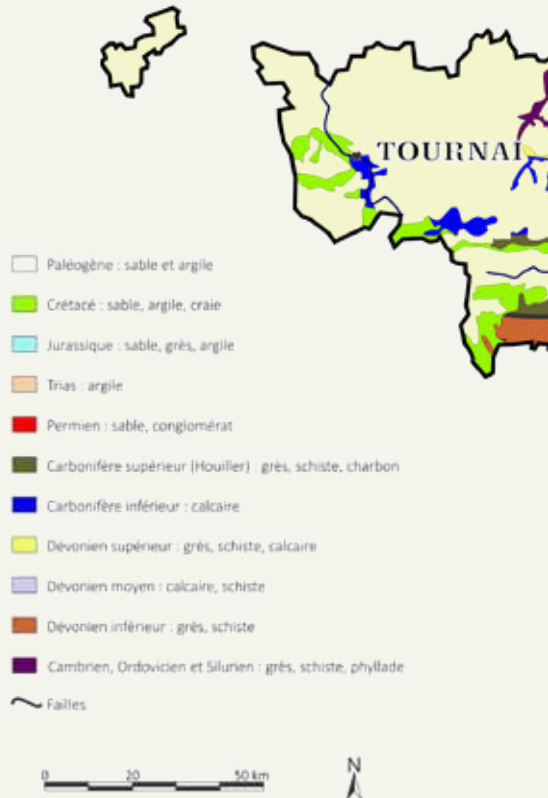 TOURNAI
Paléogène : sable et argile
Crétacé : sable, argile, craie
Jurassique : sable, grès, argile
Trias : argile
Permien : sable, conglomérat
Carbonifère supérieur (Houiller) : grès, schiste, charbon
Carbonifère inférieur : calcaire
Dévonien supérieur : grès, schiste, calcaire
Dévonien moyen : calcaire, schiste
Dévonien inférieur : grès, schiste
Cambrien, Ordovicien et Silurien : grès, schiste, phyllade
Failles
0 20 50 km
N